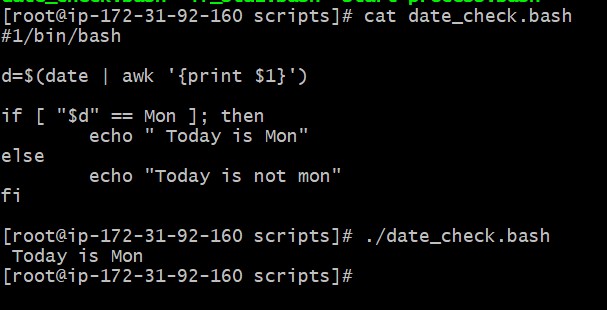 [root@ip-172-31-92-160 scripts]# cat date_check.bash
#1/bin/bash
d=$(date | awk '{print $1}')
if [ "$d" == Mon ]; then
        echo " Today is Mon"
else
        echo "Today is not mon"
fi
[root@ip-172-31-92-160 scripts]# ./date_check.bash
 Today is Mon
[root@ip-172-31-92-160 scripts]#